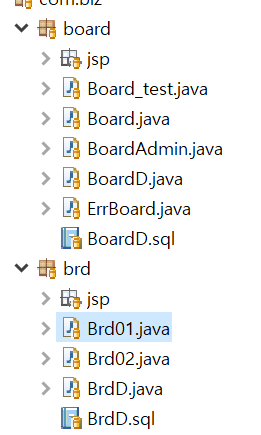 com.biz
board
jsp
Board_test.java
Board.java
BoardAdmin.java
BoardD.java
ErrBoard.java
BoardD.sql
brd
jsp
Brd01.java
Brd02.java
BrdD.java
BrdD.sql